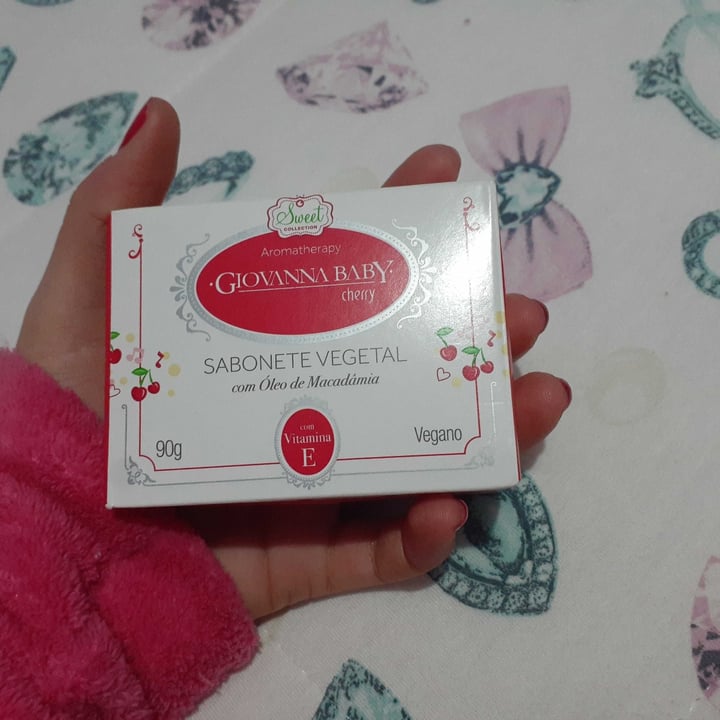 Sweet
COLLECTION
Aromatherapy
GIOVANNA BABY
cherry
SABONETE VEGETAL
com Óleo de Macadâmia
com
Vitamina
E
90g
Vegano